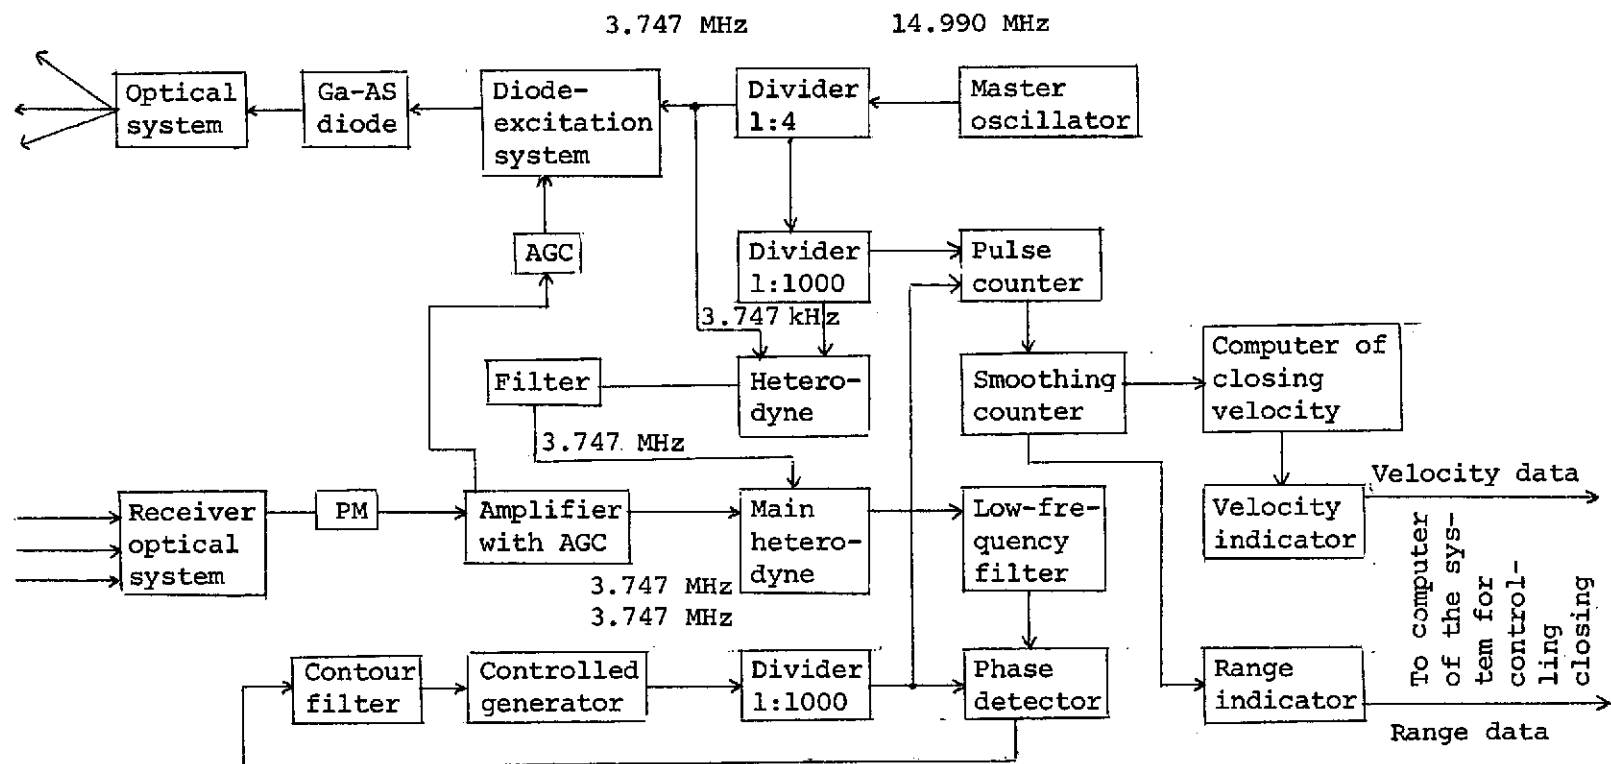 3.747 MHz
14.990 MHz
Optical
system
Ga-AS
diode
Diode-
excitation
system
Divider
1:4
Master
oscillator
AGC
Divider
1:1000
Pulse
counter
3.747 kHz
Filter
Hetero-
dyne
Smoothing
counter
Computer of
closing
velocity
3.747 MHz
Receiver
optical
system
PM
Amplifier
with AGC
Main
hetero-
dyne
Low-fre-
quency
filter
Velocity
indicator
Velocity data
3.747 MHz
3.747 MHz
To computer
of the sys-
tem for
control-
ling
closing
Contour
filter
Controlled
generator
Divider
1:1000
Phase
detector
Range
indicator
Range data